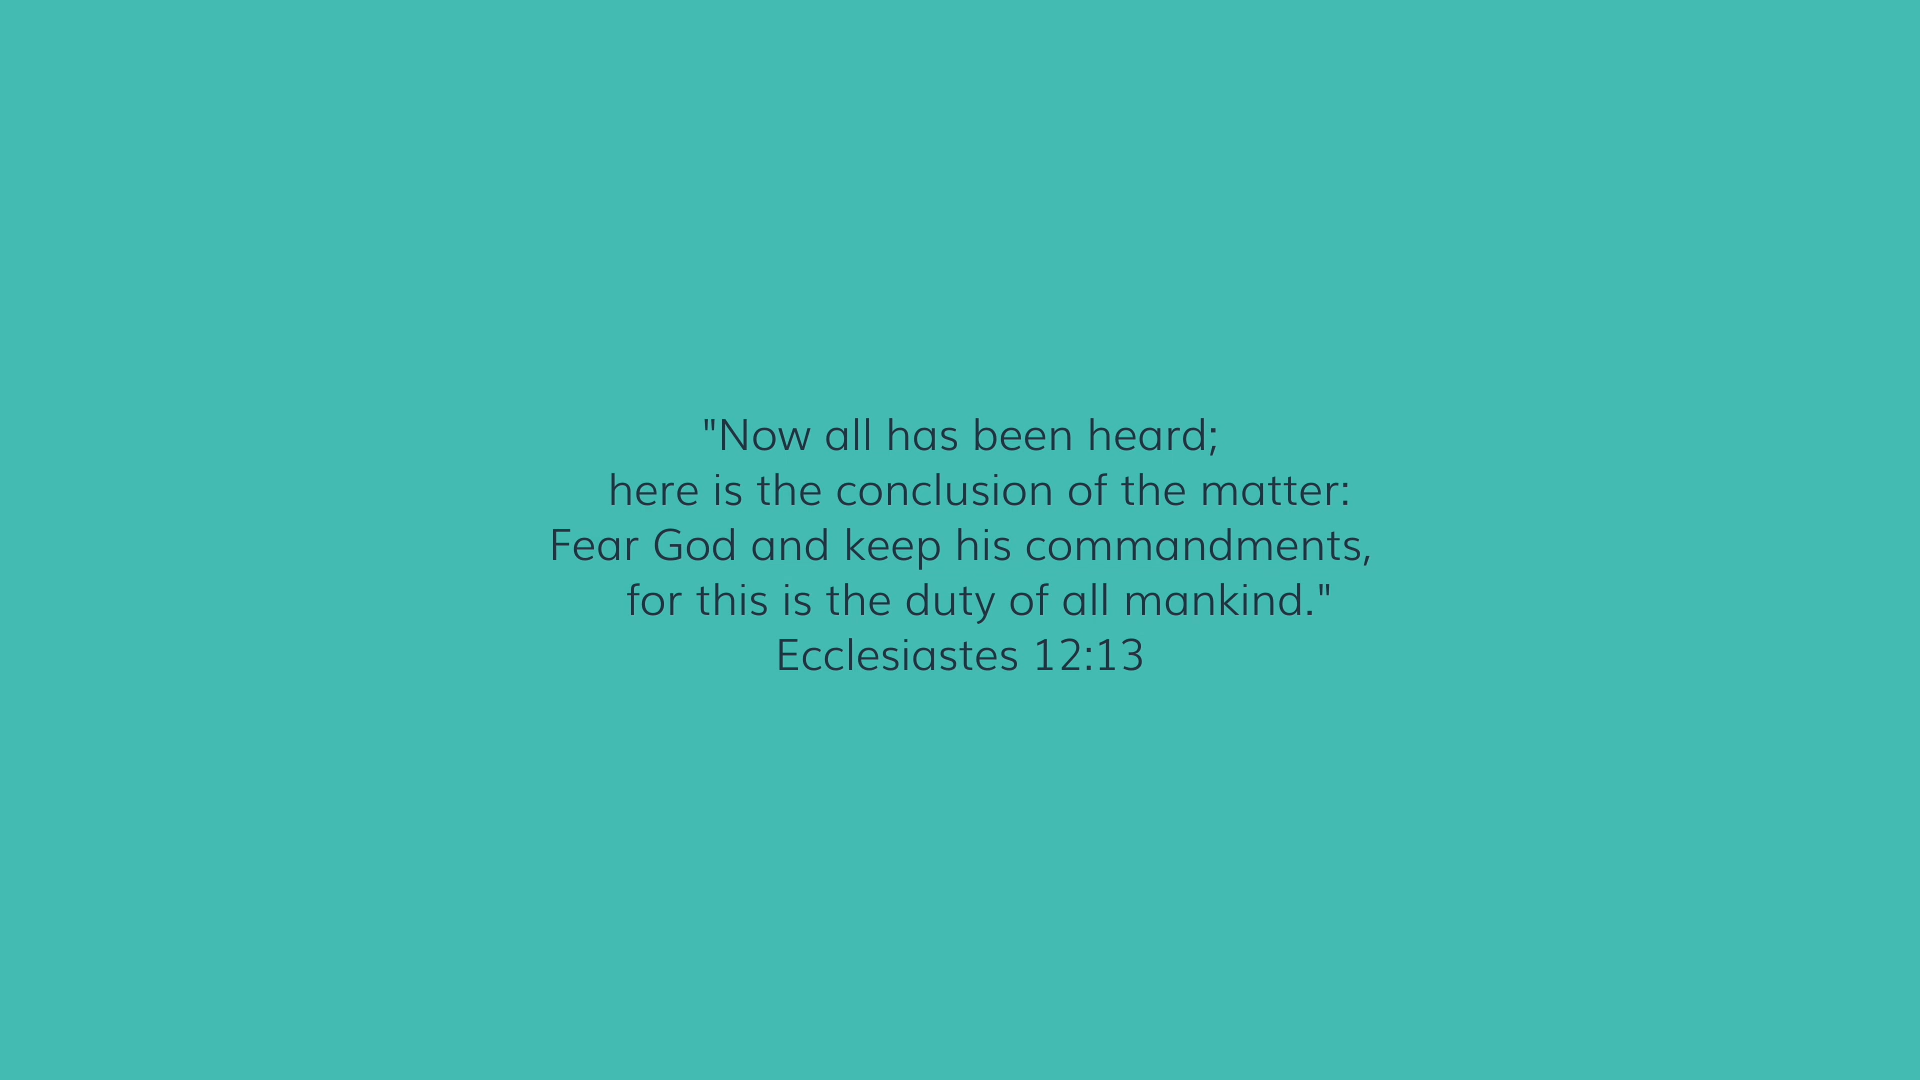 "Now all has been heard;
here is the conclusion of the matter:
Fear God and keep his commandments,
for this is the duty of all mankind."
Ecclesiastes 12:13